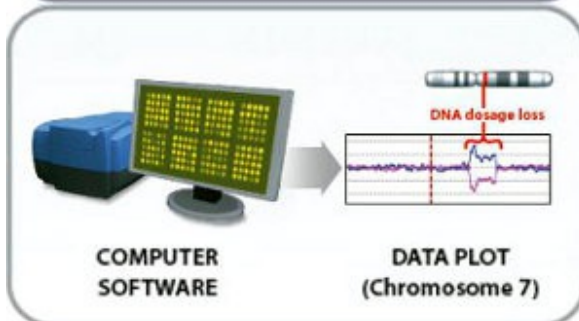 DNA dosage loss
COMPUTER
SOFTWARE
DATA PLOT
(Chromosome 7)